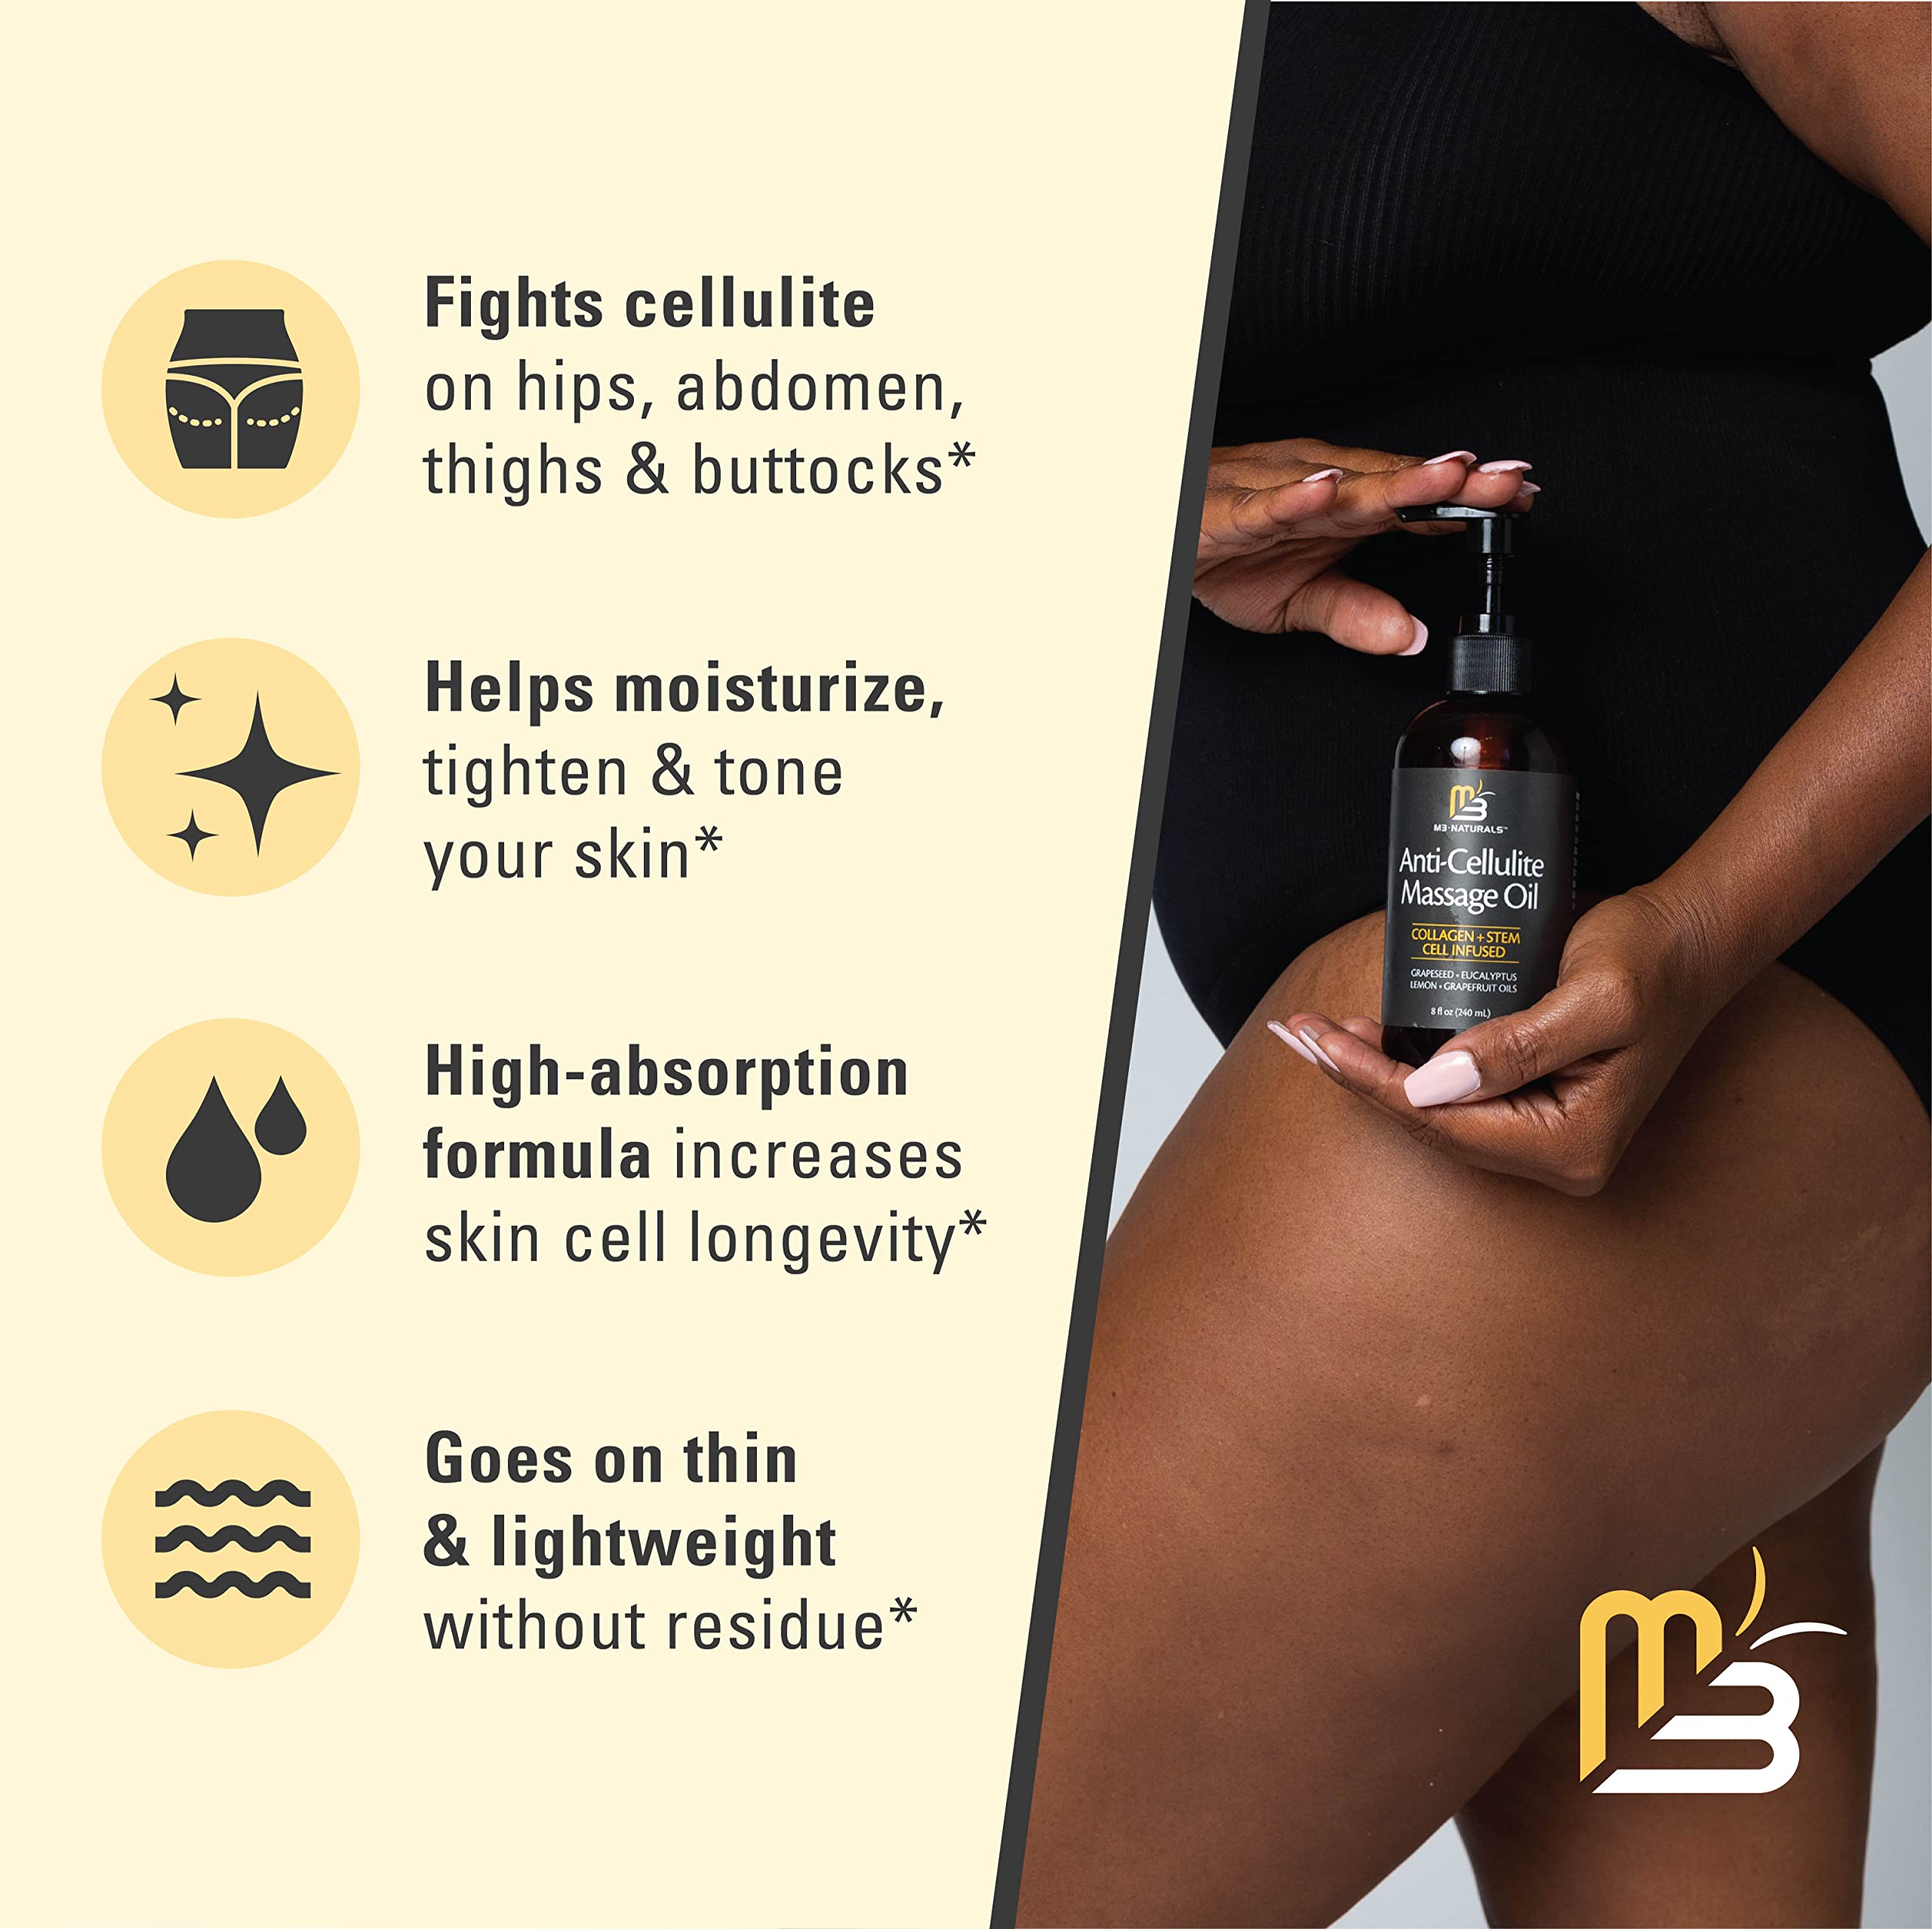 Fights cellulite
on hips, abdomen,
thighs & buttocks*
Helps moisturize,
tighten & tone
your skin*
High-absorption
formula increases
skin cell longevity*
Goes on thin
& lightweight
without residue*
M3
M3·NATURALS™
Anti-Cellulite
Massage Oil
COLLAGEN + STEM
CELL INFUSED
GRAPESEED • EUCALYPTUS
LEMON • GRAPEFRUIT OILS
8 fl oz (240 mL)
M3